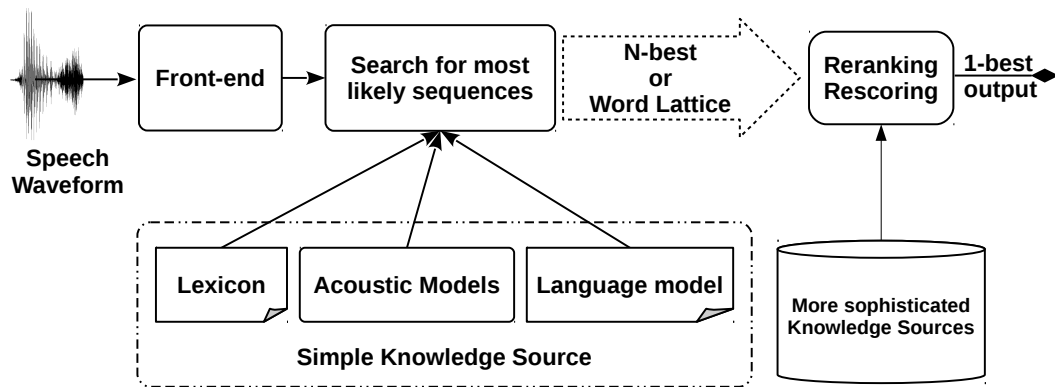 Speech
Waveform
Front-end
Search for most
likely sequences
N-best
or
Word Lattice
Reranking
Rescoring
1-best
output
Lexicon
Acoustic Models
Language model
Simple Knowledge Source
More sophisticated
Knowledge Sources